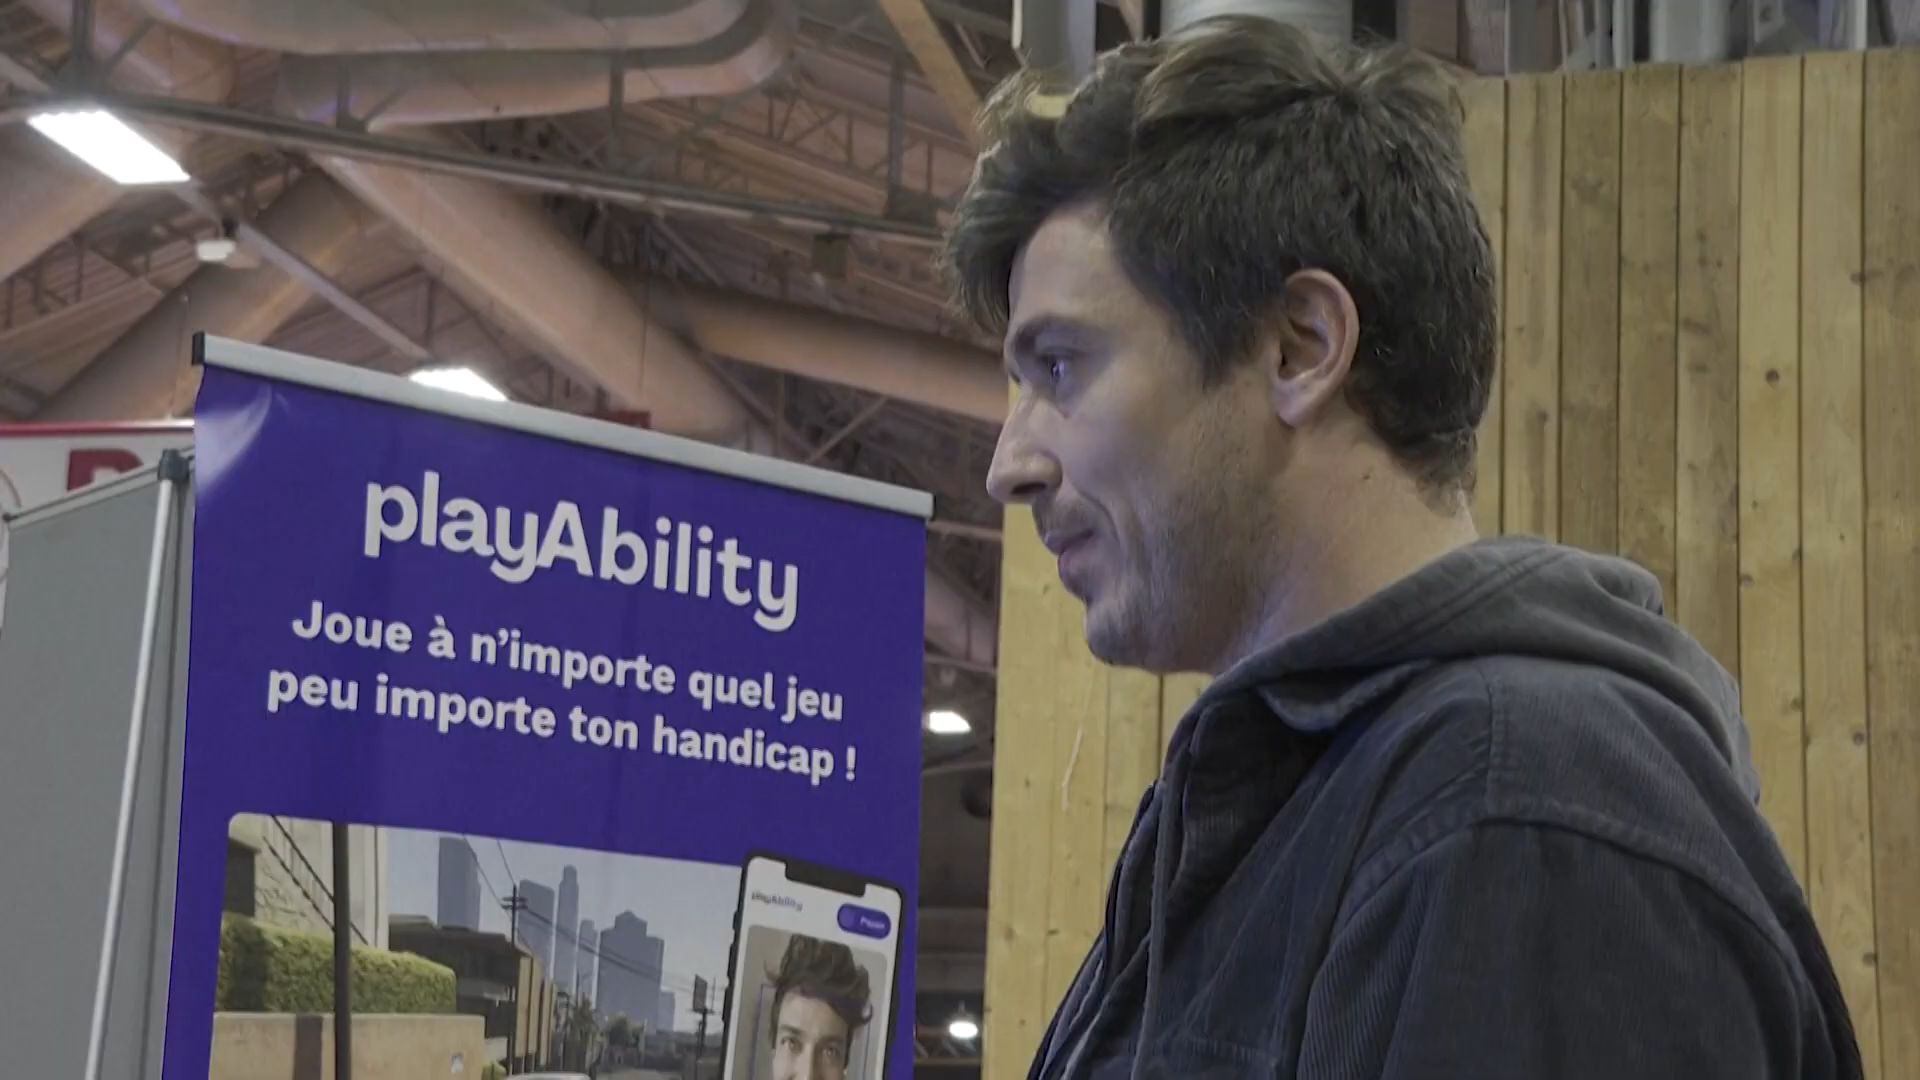 playAbility
Joue à n'importe quel jeu
peu importe ton handicap !
playAbility